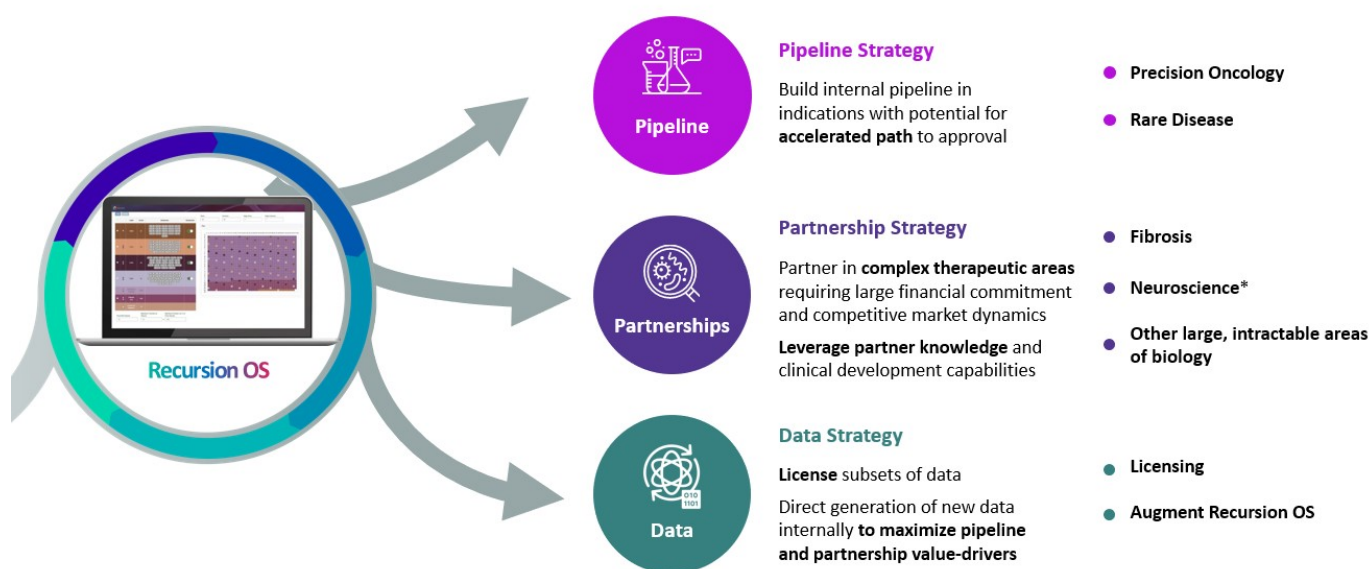 Recursion OS
Pipeline
Pipeline Strategy
Build internal pipeline in
indications with potential for
accelerated path to approval
Precision Oncology
Rare Disease
Partnerships
Partnership Strategy
Partner in complex therapeutic areas
requiring large financial commitment
and competitive market dynamics
Leverage partner knowledge and
clinical development capabilities
Fibrosis
Neuroscience*
Other large, intractable areas
of biology
010
1101
Data
Data Strategy
License subsets of data
Direct generation of new data
internally to maximize pipeline
and partnership value-drivers
Licensing
Augment Recursion OS